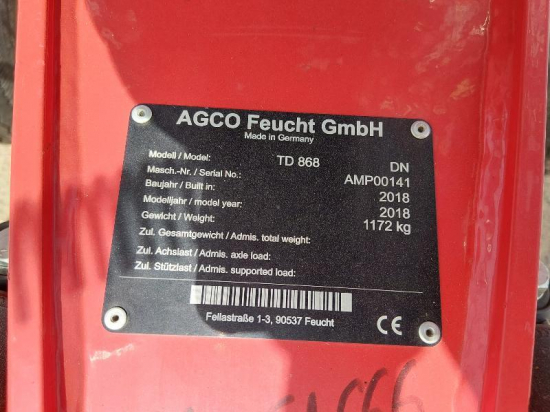 AGCO Feucht GmbH
Made in Germany
Modell / Model: TD 868 DN
Masch.-Nr. / Serial No.: AMP00141
Baujahr / Built in: 2018
Modelljahr / model year: 2018
Gewicht / Weight: 1172 kg
Zul. Gesamtgewicht / Admis. total weight:
Zul. Achslast / Admis. axle load:
Zul. Stützlast / Admis. supported load:
Fellastraße 1-3, 90537 Feucht
CE